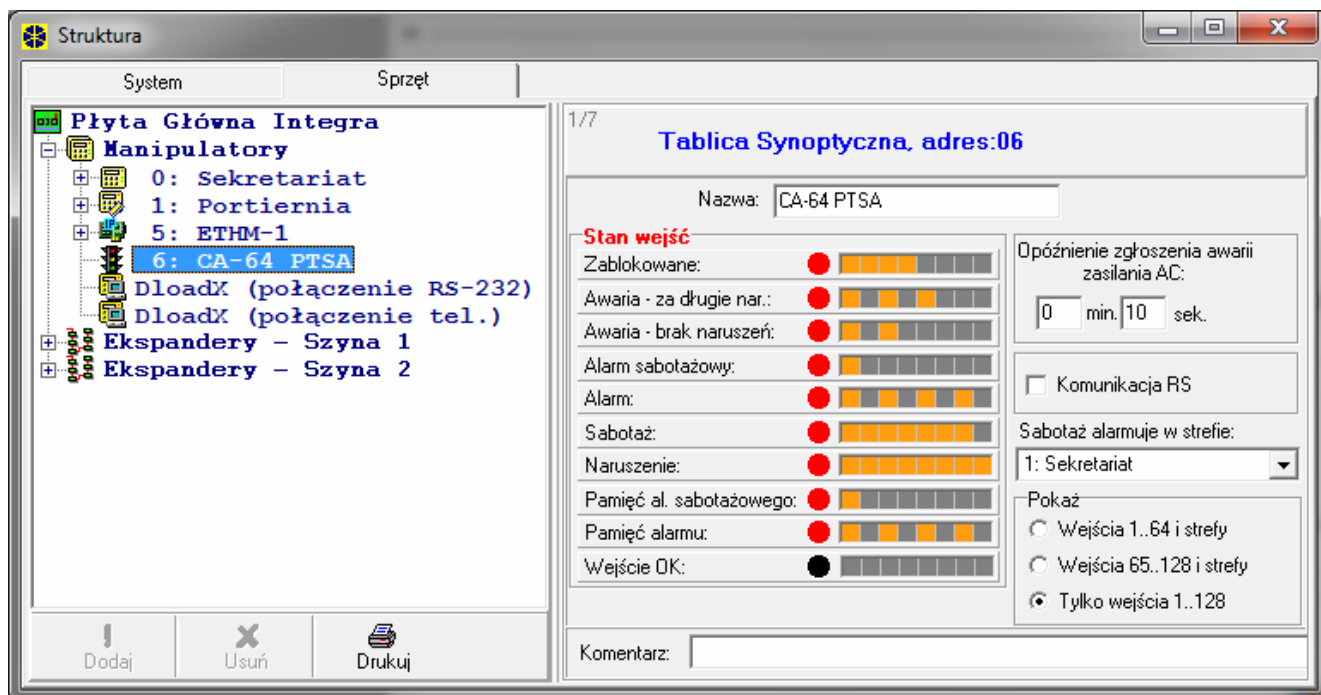 Struktura
System
Sprzęt
Płyta Główna Integra
Manipulatory
0: Sekretariat
1: Portiernia
5: ETHM-1
6: CA-64 PTSA
DloadX (połączenie RS-232)
DloadX (połączenie tel.)
Ekspandery – Szyna 1
Ekspandery – Szyna 2
Dodaj
Usuń
Drukuj
1/7
Tablica Synoptyczna, adres:06
Nazwa: CA-64 PTSA
Stan wejść
Zablokowane:
Awaria - za długie nar.:
Awaria - brak naruszeń:
Alarm sabotażowy:
Alarm:
Sabotaż:
Naruszenie:
Pamięć al. sabotażowego:
Pamięć alarmu:
Wejście OK:
Opóźnienie zgłoszenia awarii
zasilania AC:
0 min. 10 sek.
Komunikacja RS
Sabotaż alarmuje w strefie:
1: Sekretariat
Pokaż
Wejścia 1..64 i strefy
Wejścia 65..128 i strefy
Tylko wejścia 1..128
Komentarz: